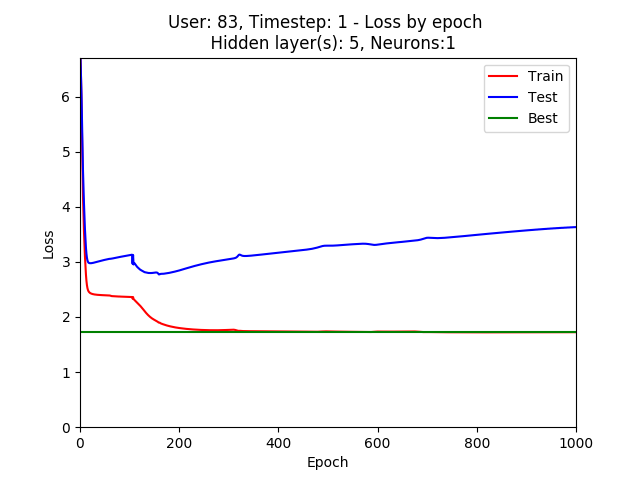 User: 83, Timestep: 1 - Loss by epoch
Hidden layer(s): 5, Neurons:1
Train
Test
Best
6
5
4
3
2
1
0
Loss
0 200 400 600 800 1000
Epoch